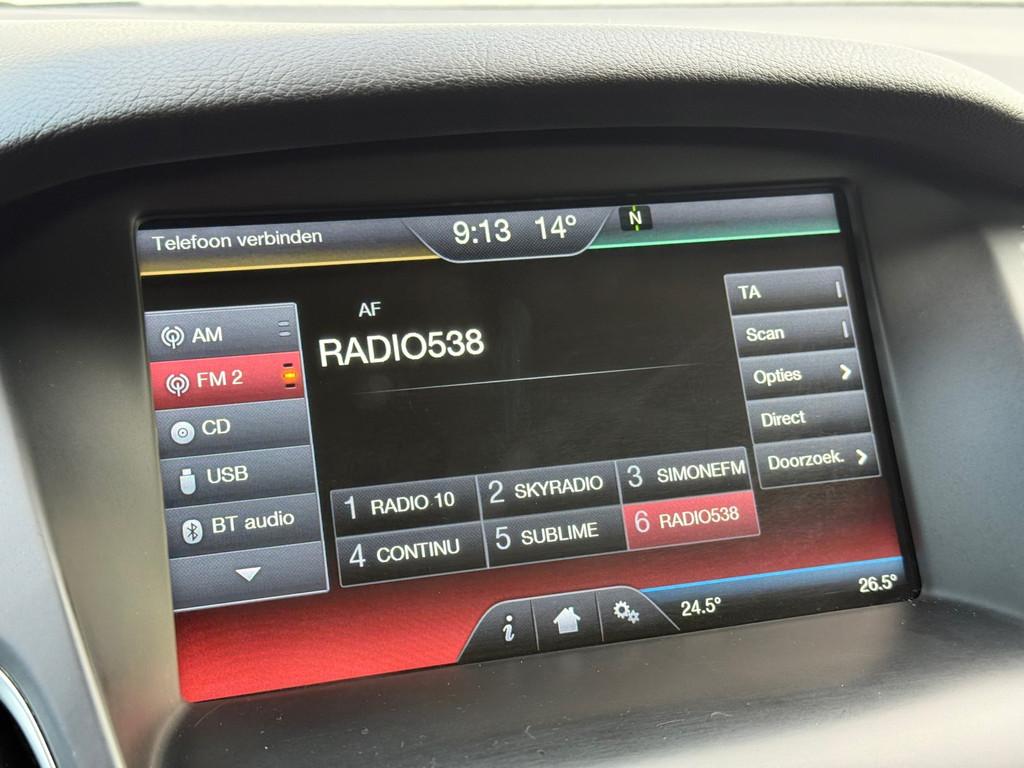 Telefoon verbinden
9:13 14°
N
AM
FM 2
CD
USB
BT audio
AF
RADIO538
TA
Scan
Opties
Direct
Doorzoek.
1 RADIO 10
2 SKYRADIO
3 SIMONEFM
4 CONTINU
5 SUBLIME
6 RADIO538
i
24.5°
26.5°